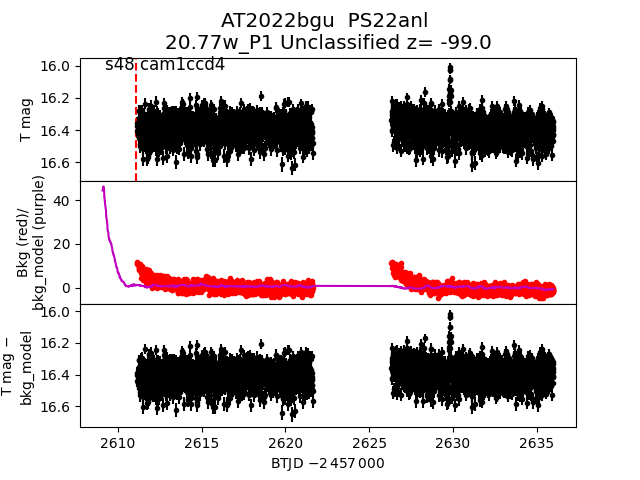 AT2022bgu  PS22anl
20.77w_P1 Unclassified z= -99.0
s48 cam1ccd4
16.0
16.2
16.4
16.6
T mag
40
20
0
Bkg (red)/
bkg_model (purple)
16.0
16.2
16.4
16.6
T mag −
bkg_model
2610
2615
2620
2625
2630
2635
BTJD −2 457 000